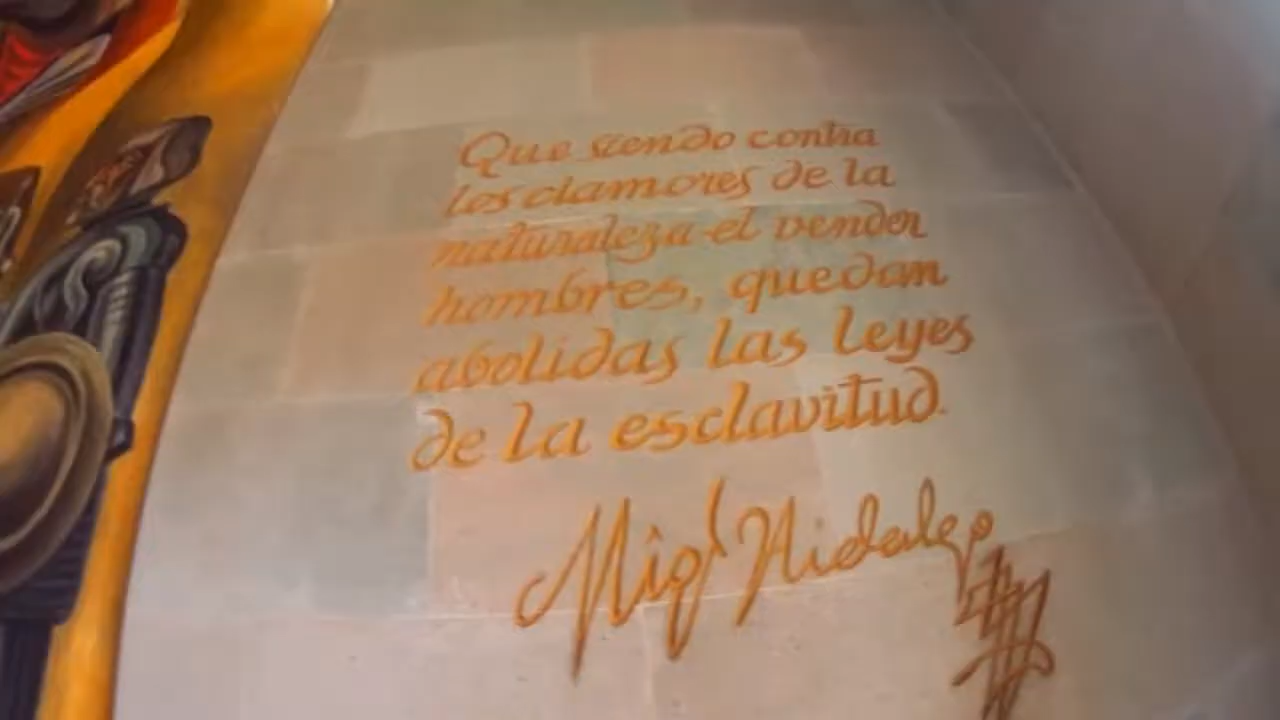 Que siendo contra
los clamores de la
naturaleza el vender
hombres, quedan
abolidas las leyes
de la esclavitud.
Migl Hidalgo